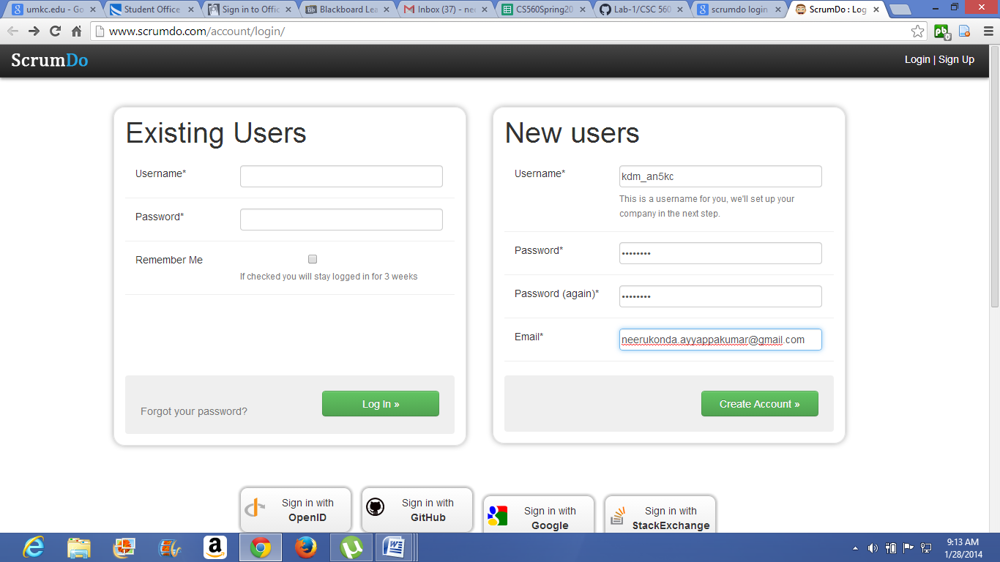 umkc.edu - Go
Student Office
Sign in to Offic
Bb Blackboard Lea
Inbox (37) - nee
CS560Spring20
Lab-1/CSC 560
scrumdo login
ScrumDo : Log
www.scrumdo.com/account/login/
pb 0
ScrumDo
Login | Sign Up
Existing Users
Username*
Password*
Remember Me
If checked you will stay logged in for 3 weeks
Forgot your password?
Log In »
New users
Username*
kdm_an5kc
This is a username for you, we'll set up your
company in the next step.
Password*
••••••••
Password (again)*
••••••••
Email*
neerukonda.ayyappakumar@gmail.com
Create Account »
Sign in with
OpenID
Sign in with
GitHub
Sign in with
Google
Sign in with
StackExchange
9:13 AM
1/28/2014